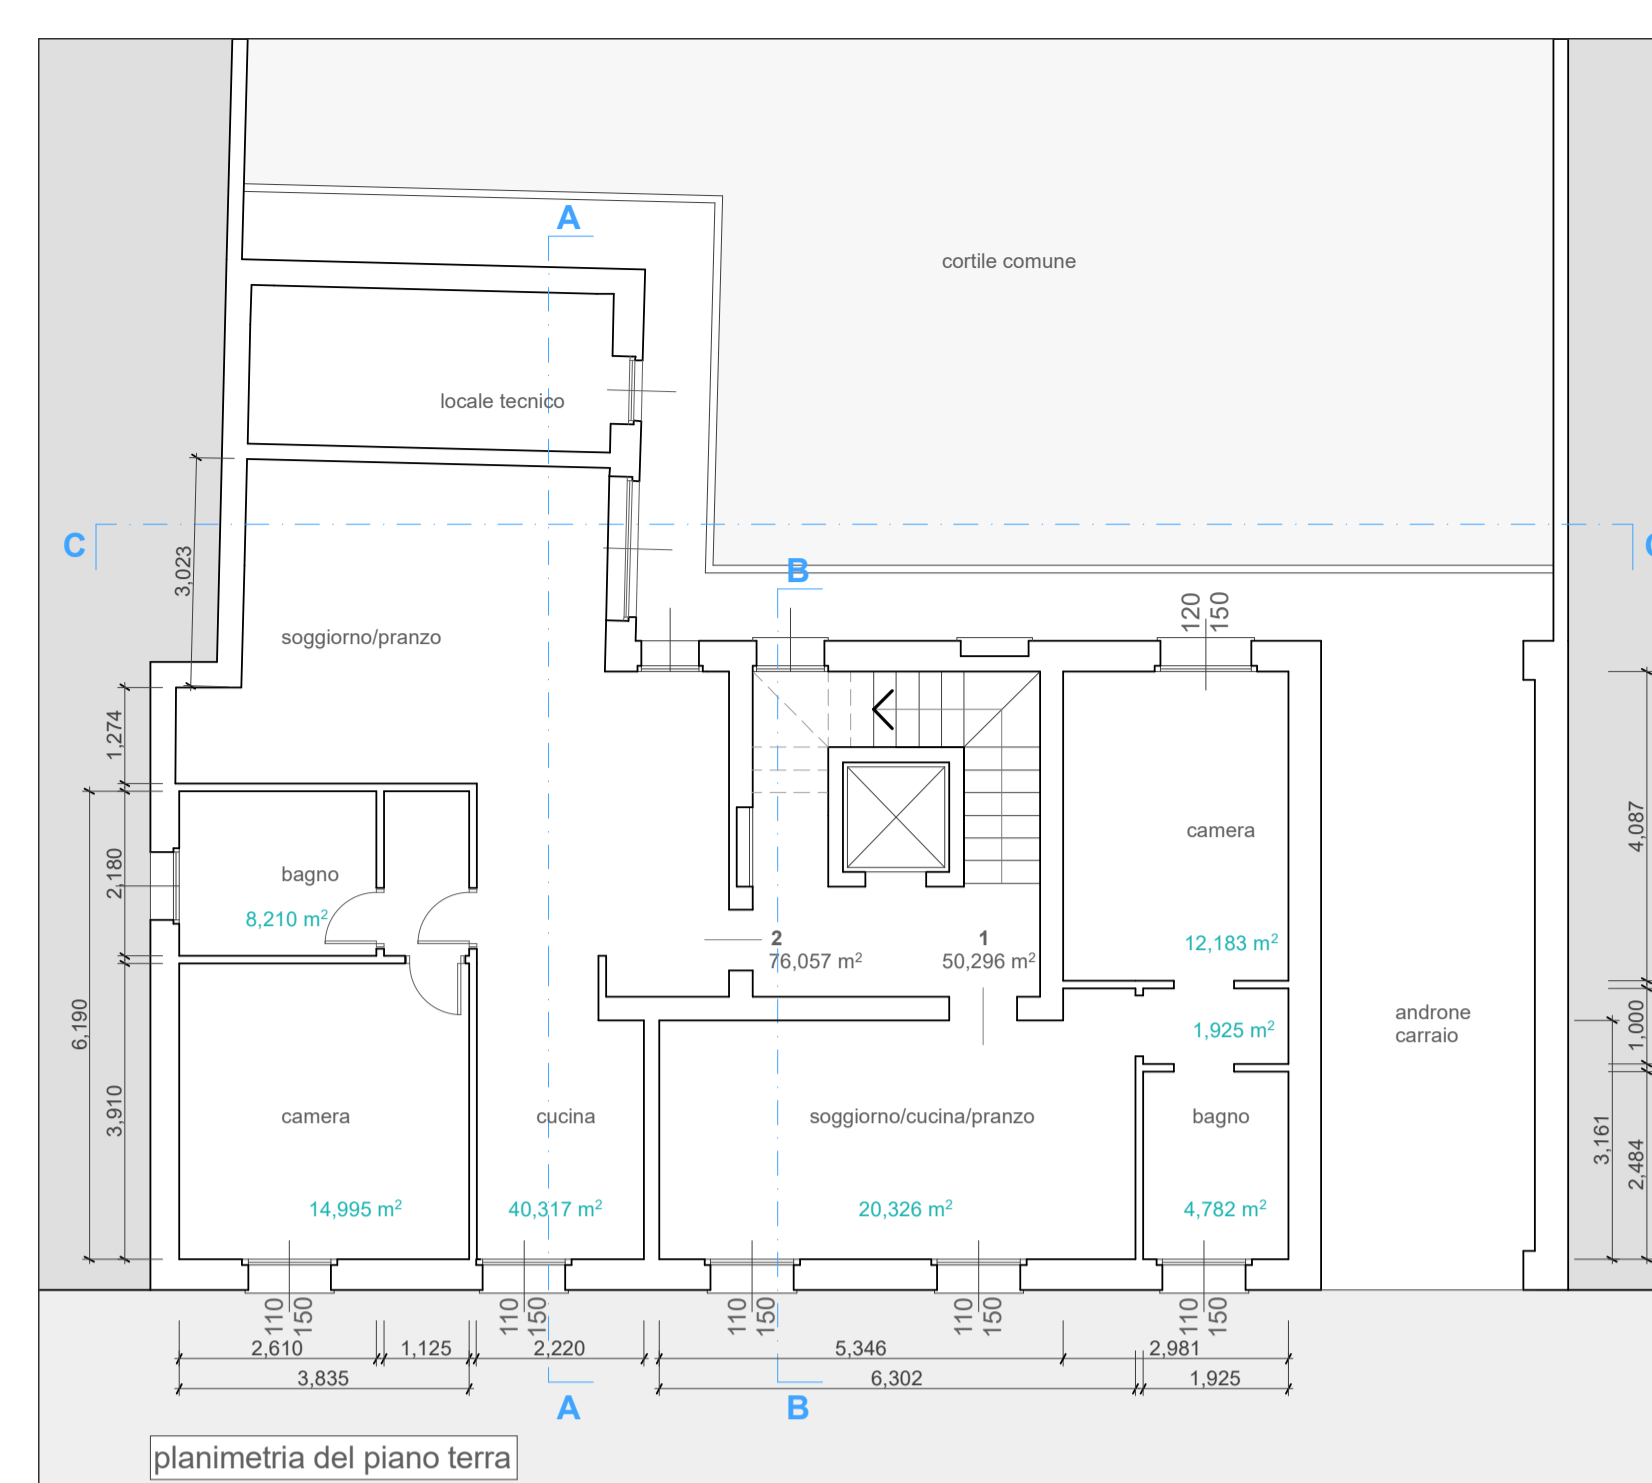 A
cortile comune
locale tecnico
C
C
B
3,023
120
150
soggiorno/pranzo
1,274
4,087
camera
2,180
bagno
8,210 m²
2
76,057 m²
1
50,296 m²
12,183 m²
6,190
androne
carraio
1,925 m²
1,000
3,910
camera
cucina
soggiorno/cucina/pranzo
bagno
3,161
2,484
14,995 m²
40,317 m²
20,326 m²
4,782 m²
110
150
110
150
110
150
110
150
110
150
2,610
1,125
2,220
5,346
2,981
3,835
6,302
1,925
A
B
planimetria del piano terra